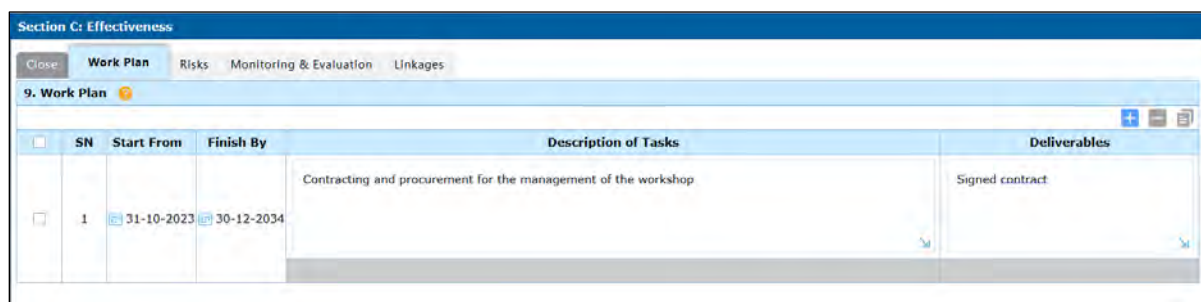 Section C: Effectiveness
Close Work Plan Risks Monitoring & Evaluation Linkages
9. Work Plan
SN Start From Finish By Description of Tasks Deliverables
Contracting and procurement for the management of the workshop Signed contract
1 31-10-2023 30-12-2034